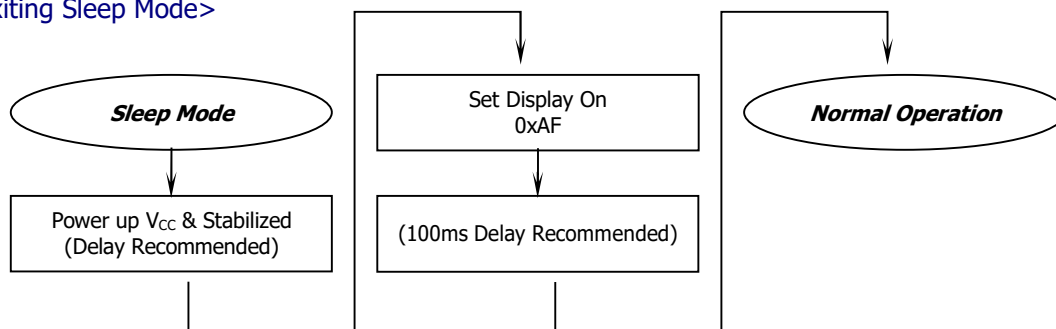 Sleep Mode>
Sleep Mode
Power up VCC & Stabilized
(Delay Recommended)
Set Display On
0xAF
(100ms Delay Recommended)
Normal Operation